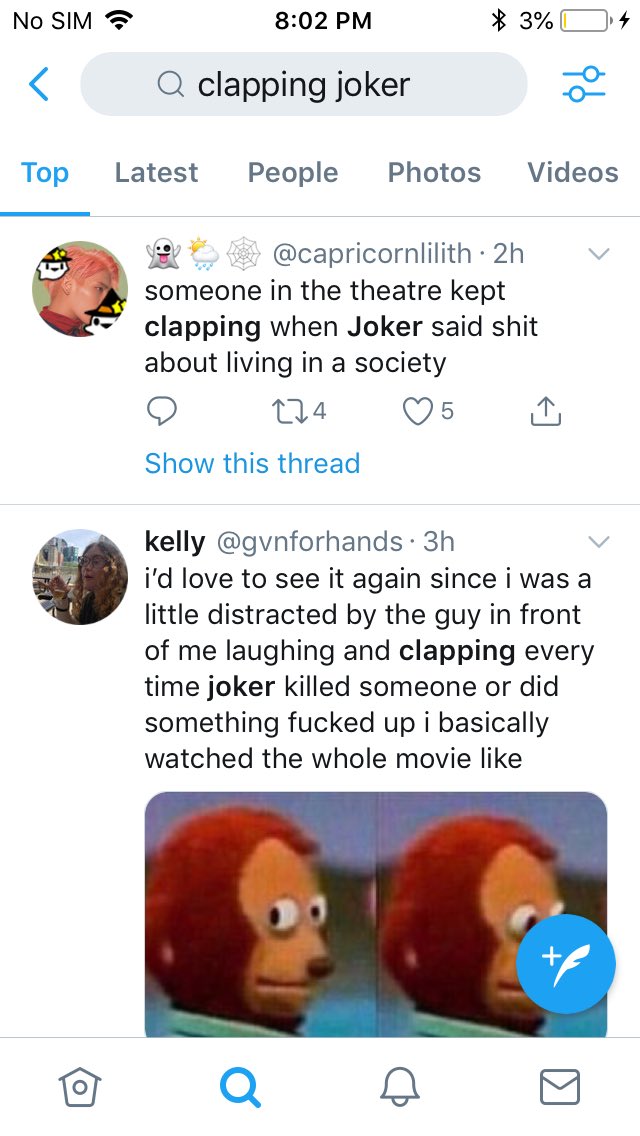 No SIM 8:02 PM 3%
clapping joker
Top Latest People Photos Videos
👻🌦🕸 @capricornlilith · 2h
someone in the theatre kept
clapping when Joker said shit
about living in a society
4 5
Show this thread
kelly @gvnforhands · 3h
i’d love to see it again since i was a
little distracted by the guy in front
of me laughing and clapping every
time joker killed someone or did
something fucked up i basically
watched the whole movie like